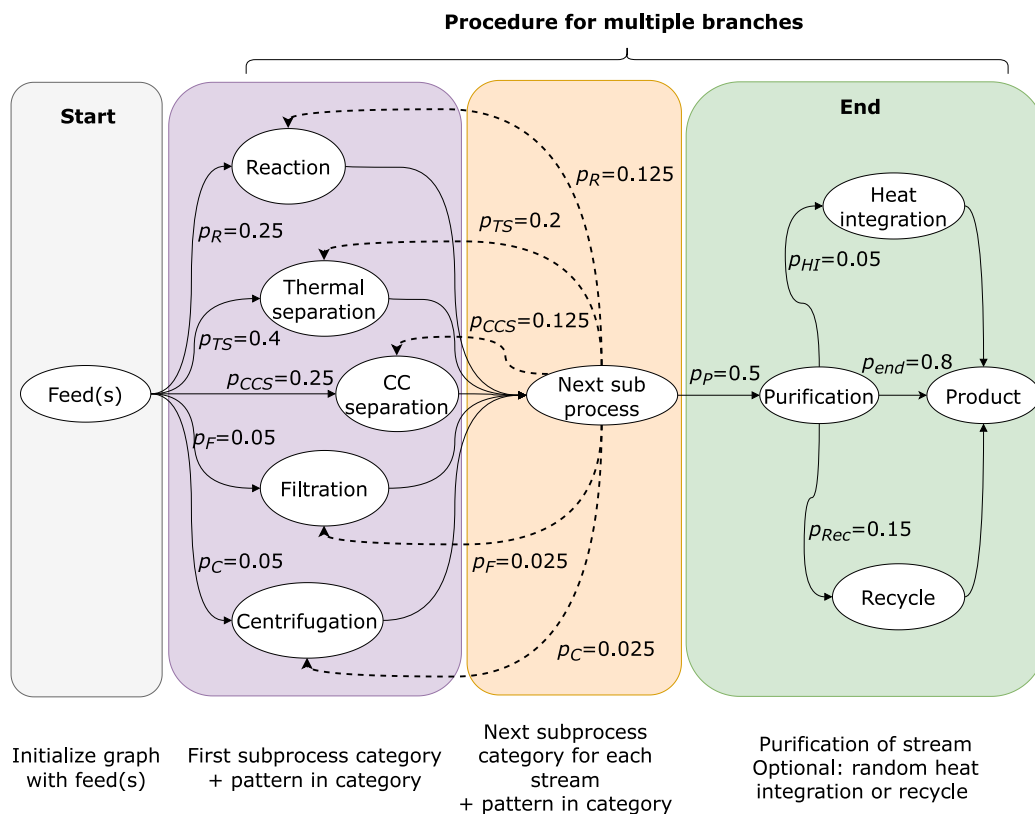 Procedure for multiple branches
Start
End
Reaction
Thermal
separation
CC
separation
Filtration
Centrifugation
Feed(s)
Next sub
process
Purification
Heat
integration
Product
Recycle
p_R=0.25
p_TS=0.4
p_CCS=0.25
p_F=0.05
p_C=0.05
p_R=0.125
p_TS=0.2
p_CCS=0.125
p_F=0.025
p_C=0.025
p_P=0.5
p_HI=0.05
p_end=0.8
p_Rec=0.15
Initialize graph
with feed(s)
First subprocess category
+ pattern in category
Next subprocess
category for each
stream
+ pattern in category
Purification of stream
Optional: random heat
integration or recycle